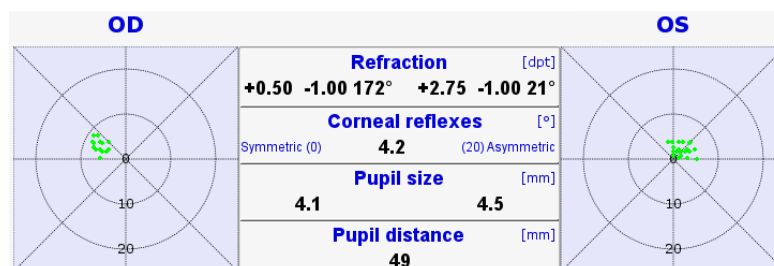 OD OS
Refraction [dpt]
+0.50 -1.00 172° +2.75 -1.00 21°
Corneal reflexes [°]
Symmetric (0) 4.2 (20) Asymmetric
Pupil size [mm]
4.1 4.5
Pupil distance [mm]
49
0 0
10 10
20 20